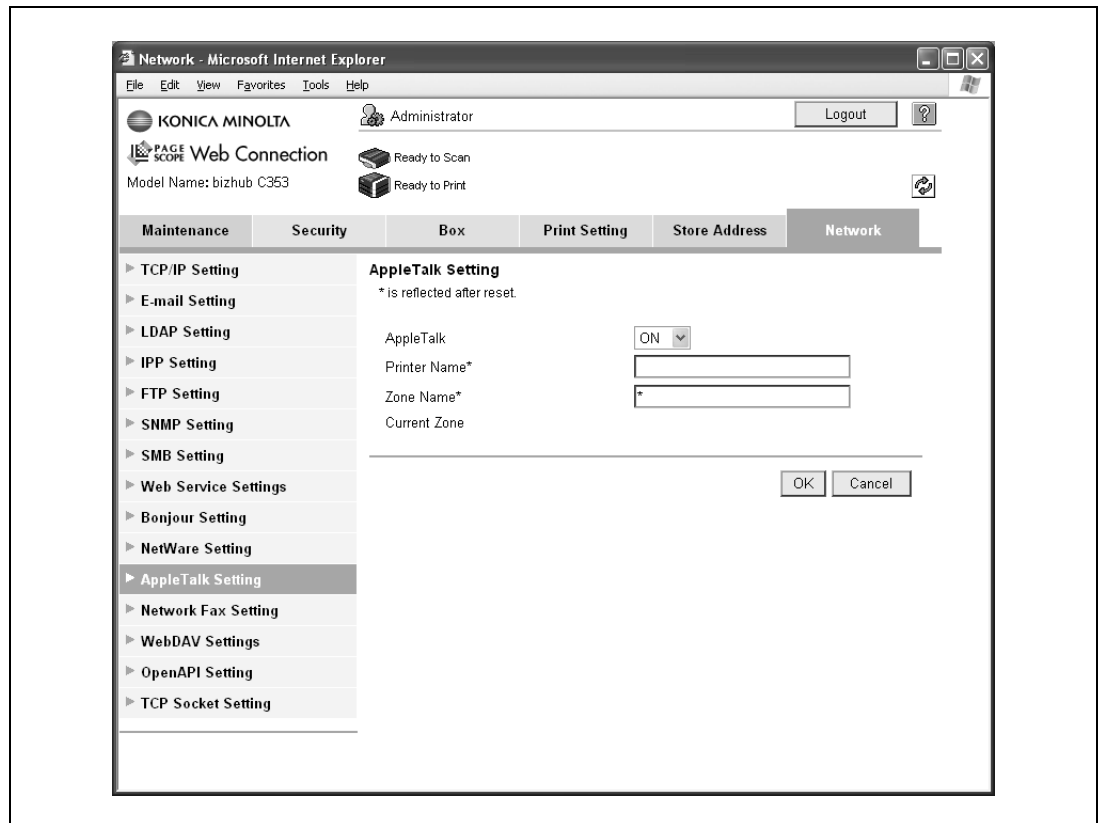 Network - Microsoft Internet Explorer
File Edit View Favorites Tools Help
KONICA MINOLTA
Administrator
Logout
?
PAGE SCOPE Web Connection
Ready to Scan
Model Name: bizhub C353
Ready to Print
Maintenance Security Box Print Setting Store Address Network
TCP/IP Setting
E-mail Setting
LDAP Setting
IPP Setting
FTP Setting
SNMP Setting
SMB Setting
Web Service Settings
Bonjour Setting
NetWare Setting
AppleTalk Setting
Network Fax Setting
WebDAV Settings
OpenAPI Setting
TCP Socket Setting
AppleTalk Setting
* is reflected after reset.
AppleTalk ON
Printer Name*
Zone Name* *
Current Zone
OK Cancel